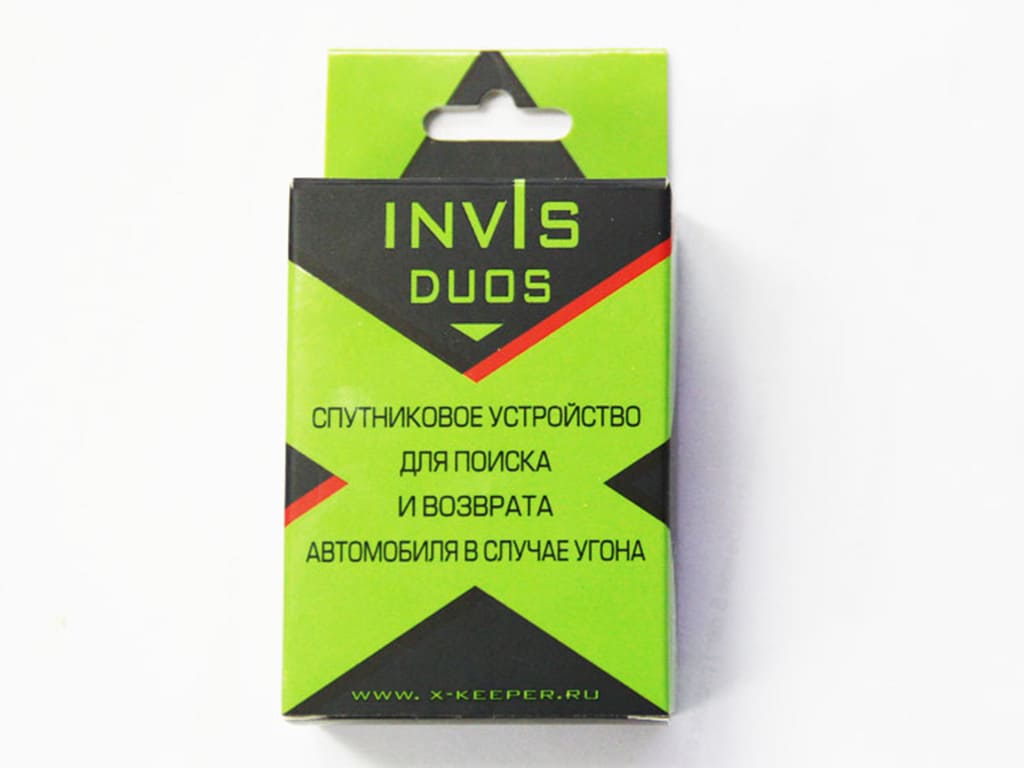 INVIS
DUOS
СПУТНИКОВОЕ УСТРОЙСТВО
ДЛЯ ПОИСКА
И ВОЗВРАТА
АВТОМОБИЛЯ В СЛУЧАЕ УГОНА
WWW. X-KEEPER.RU